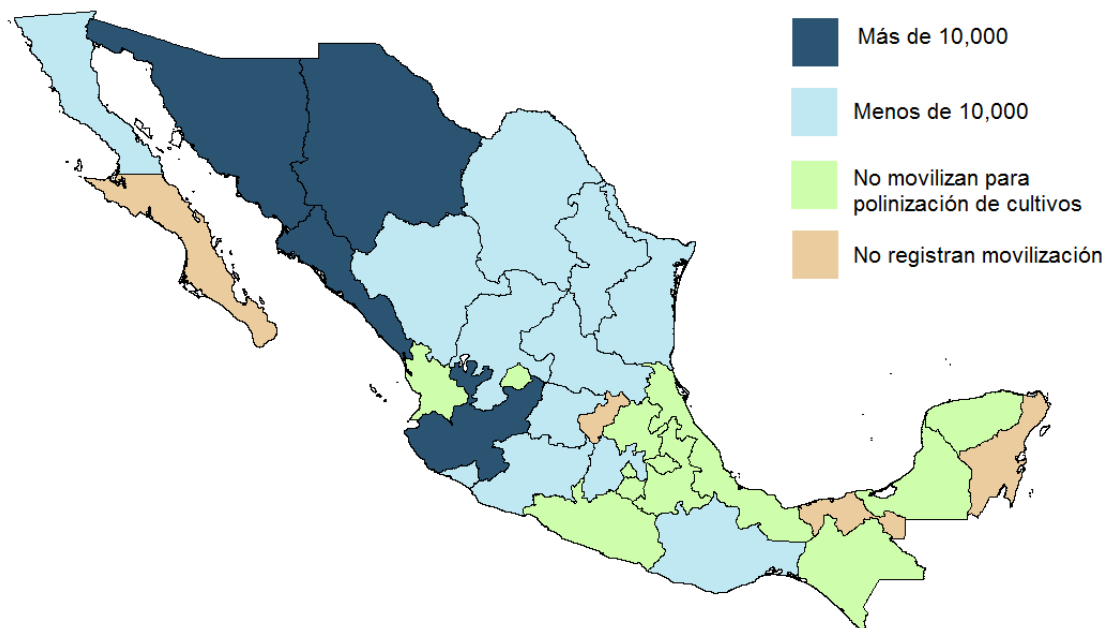 Más de 10,000
Menos de 10,000
No movilizan para
polinización de cultivos
No registran movilización